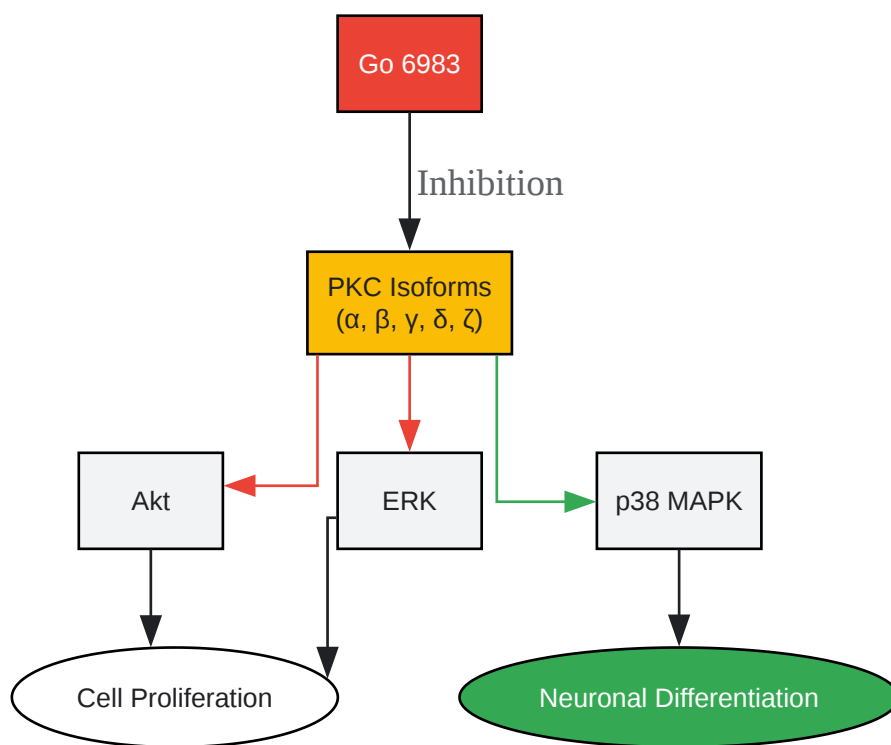 Go 6983
Inhibition
PKC Isoforms
(α, β, γ, δ, ζ)
Akt
ERK
p38 MAPK
Cell Proliferation
Neuronal Differentiation